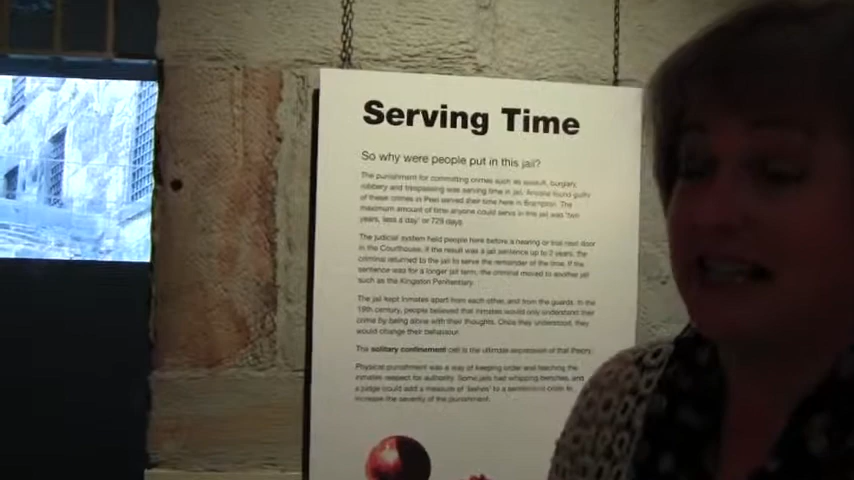 Serving Time
So why were people put in this jail?
The punishment for committing crimes such as assault, burglary,
robbery and trespassing was serving time in jail. Anyone found guilty
of these crimes in Peel served their time here in Brampton. The
maximum amount of time anyone could serve in this jail was 'two
years, less a day' or 729 days.
The judicial system held people here before a hearing or trial next door
in the Courthouse. If the result was a jail sentence up to 2 years, the
criminal returned to the jail to serve the remainder of the time. If the
sentence was for a longer jail term, the criminal moved to another jail
such as the Kingston Penitentiary.
The jail kept inmates apart from each other, and from the guards. In the
19th century, people believed that inmates would only understand their
crime by being alone with their thoughts. Once they understood, they
would change their behaviour.
The solitary confinement cell is the ultimate expression of that theory.
Physical punishment was a way of keeping order and teaching the
inmates respect for authority. Some jails had whipping benches, and
a judge could add a measure of 'lashes' to a sentence in order to
increase the severity of the punishment.